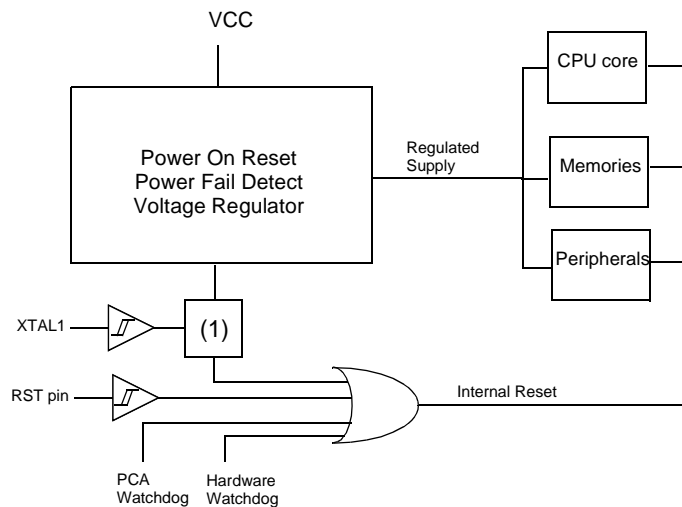 VCC
CPU core
Power On Reset
Power Fail Detect
Voltage Regulator
Regulated
Supply
Memories
Peripherals
XTAL1
(1)
RST pin
Internal Reset
PCA
Watchdog
Hardware
Watchdog